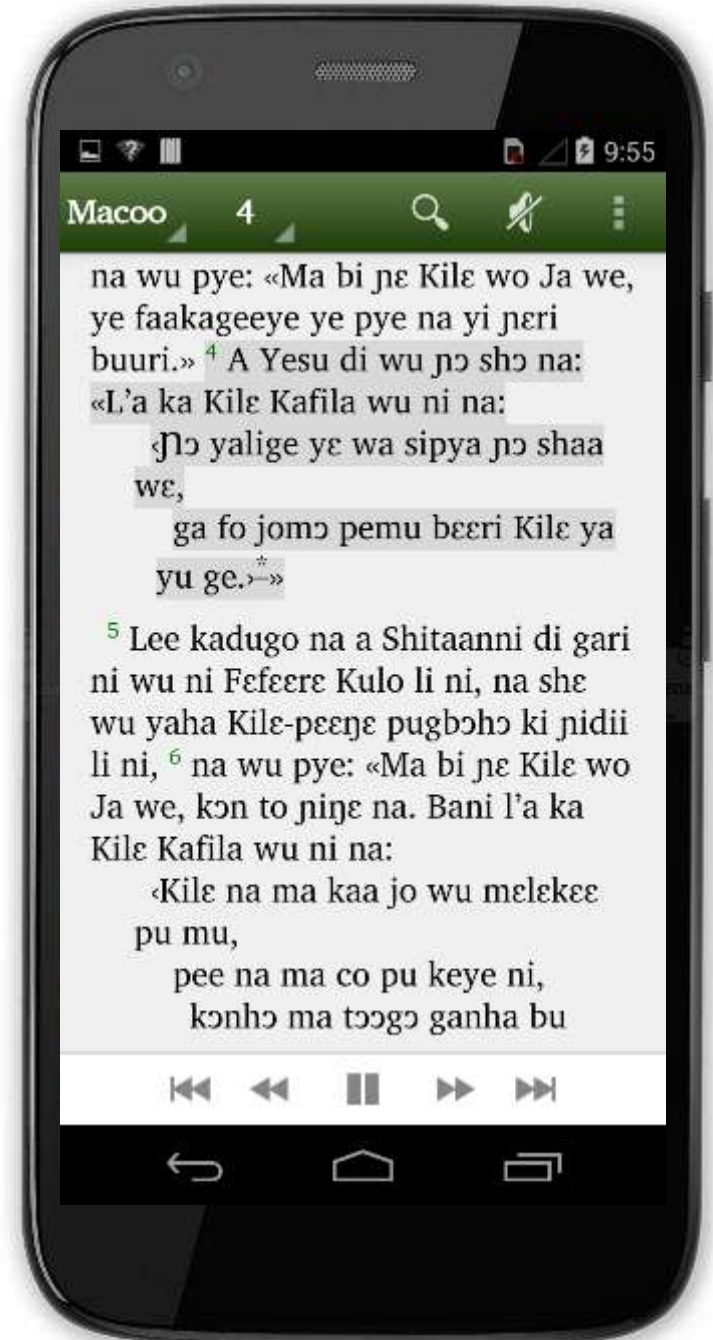 9:55
Macoo 4
na wu pye: «Ma bi ɲɛ Kilɛ wo Ja we,
ye faakageeye ye pye na yi ɲɛri
buuri.» 4 A Yesu di wu ɲɔ shɔ na:
«L’a ka Kilɛ Kafila wu ni na:
‹Ɲɔ yalige yɛ wa sipya ɲɔ shaa
wɛ,
ga fo jomɔ pemu bɛɛri Kilɛ ya
yu ge.›*–»
5 Lee kadugo na a Shitaanni di gari
ni wu ni Fɛfɛɛrɛ Kulo li ni, na shɛ
wu yaha Kilɛ-pɛɛŋɛ pugbɔhɔ ki ɲidii
li ni, 6 na wu pye: «Ma bi ɲɛ Kilɛ wo
Ja we, kɔn to ɲiŋɛ na. Bani l’a ka
Kilɛ Kafila wu ni na:
‹Kilɛ na ma kaa jo wu mɛlɛkɛɛ
pu mu,
pee na ma co pu keye ni,
kɔnhɔ ma tɔɔgɔ ganha bu